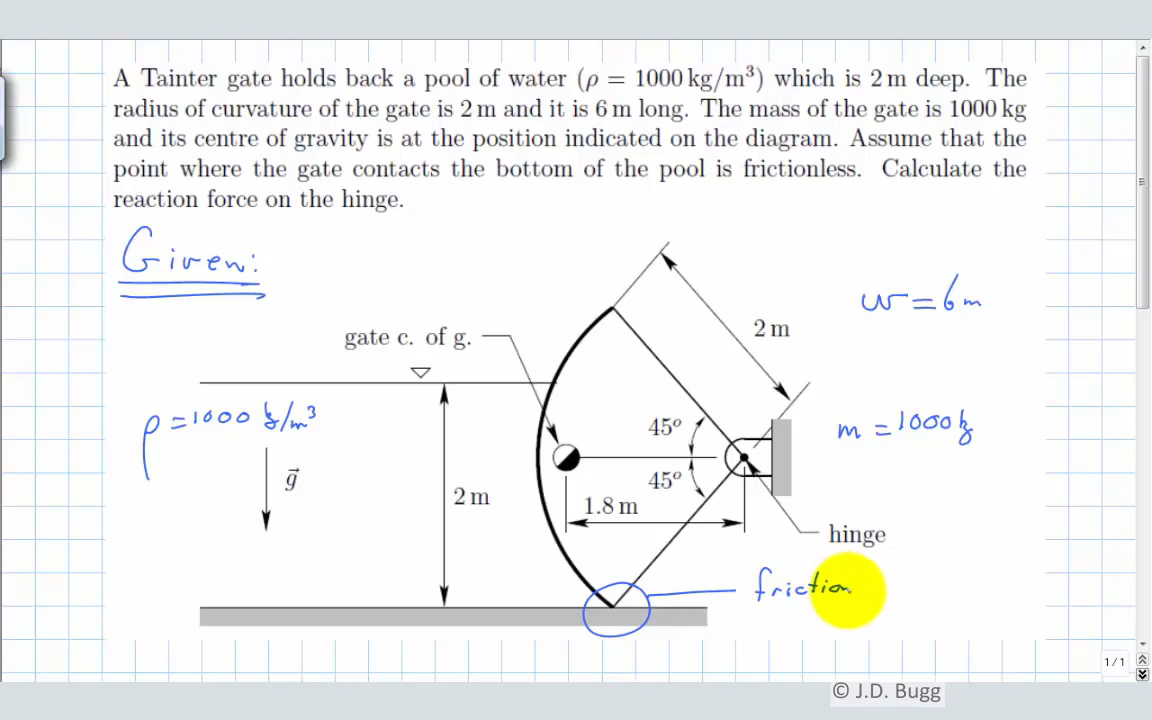 A Tainter gate holds back a pool of water (ρ = 1000 kg/m³) which is 2 m deep. The
radius of curvature of the gate is 2 m and it is 6 m long. The mass of the gate is 1000 kg
and its centre of gravity is at the position indicated on the diagram. Assume that the
point where the gate contacts the bottom of the pool is frictionless. Calculate the
reaction force on the hinge.
Given:
w = 6 m
2 m
gate c. of g.
ρ = 1000 kg/m³
45º
m = 1000 kg
g⃗
45º
2 m
1.8 m
hinge
friction
1/1
© J.D. Bugg